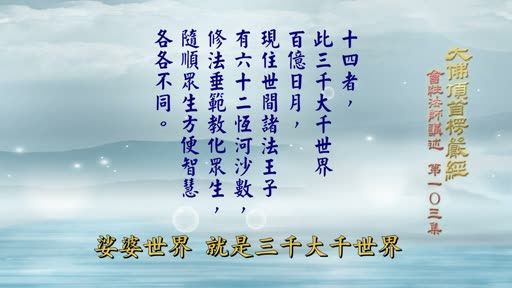 大佛頂首楞嚴經
會性法師講述 第一〇三集
十四者，
此三千大千世界
百億日月，
現住世間諸法王子
有六十二恆河沙數，
修法垂範教化眾生，
隨順眾生方便智慧
各各不同。
娑婆世界 就是三千大千世界